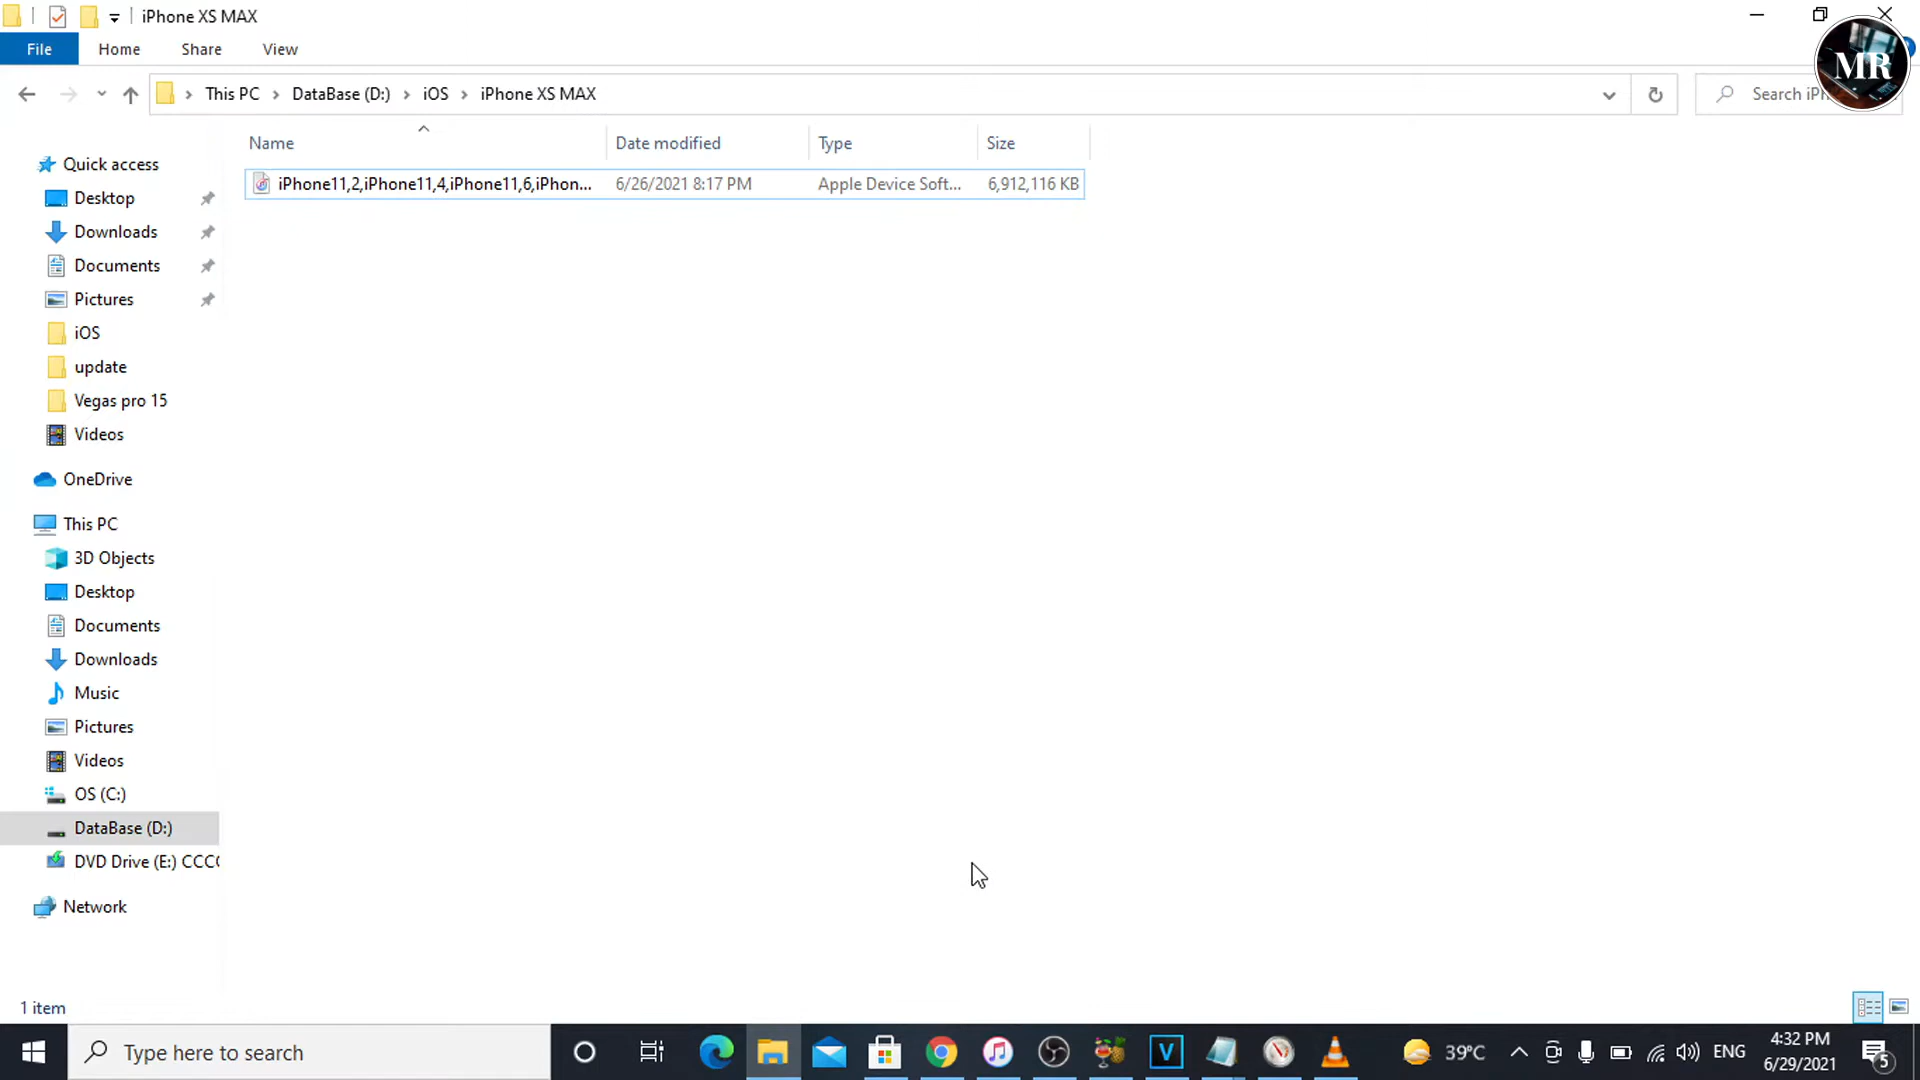 iPhone XS MAX
File Home Share View
This PC DataBase (D:) iOS iPhone XS MAX
Search iPh
MR
Name Date modified Type Size
iPhone11,2,iPhone11,4,iPhone11,6,iPhon... 6/26/2021 8:17 PM Apple Device Soft... 6,912,116 KB
Quick access
Desktop
Downloads
Documents
Pictures
iOS
update
Vegas pro 15
Videos
OneDrive
This PC
3D Objects
Desktop
Documents
Downloads
Music
Pictures
Videos
OS (C:)
DataBase (D:)
DVD Drive (E:) CCC
Network
1 item
Type here to search
V
39°C
ENG
4:32 PM
6/29/2021
5